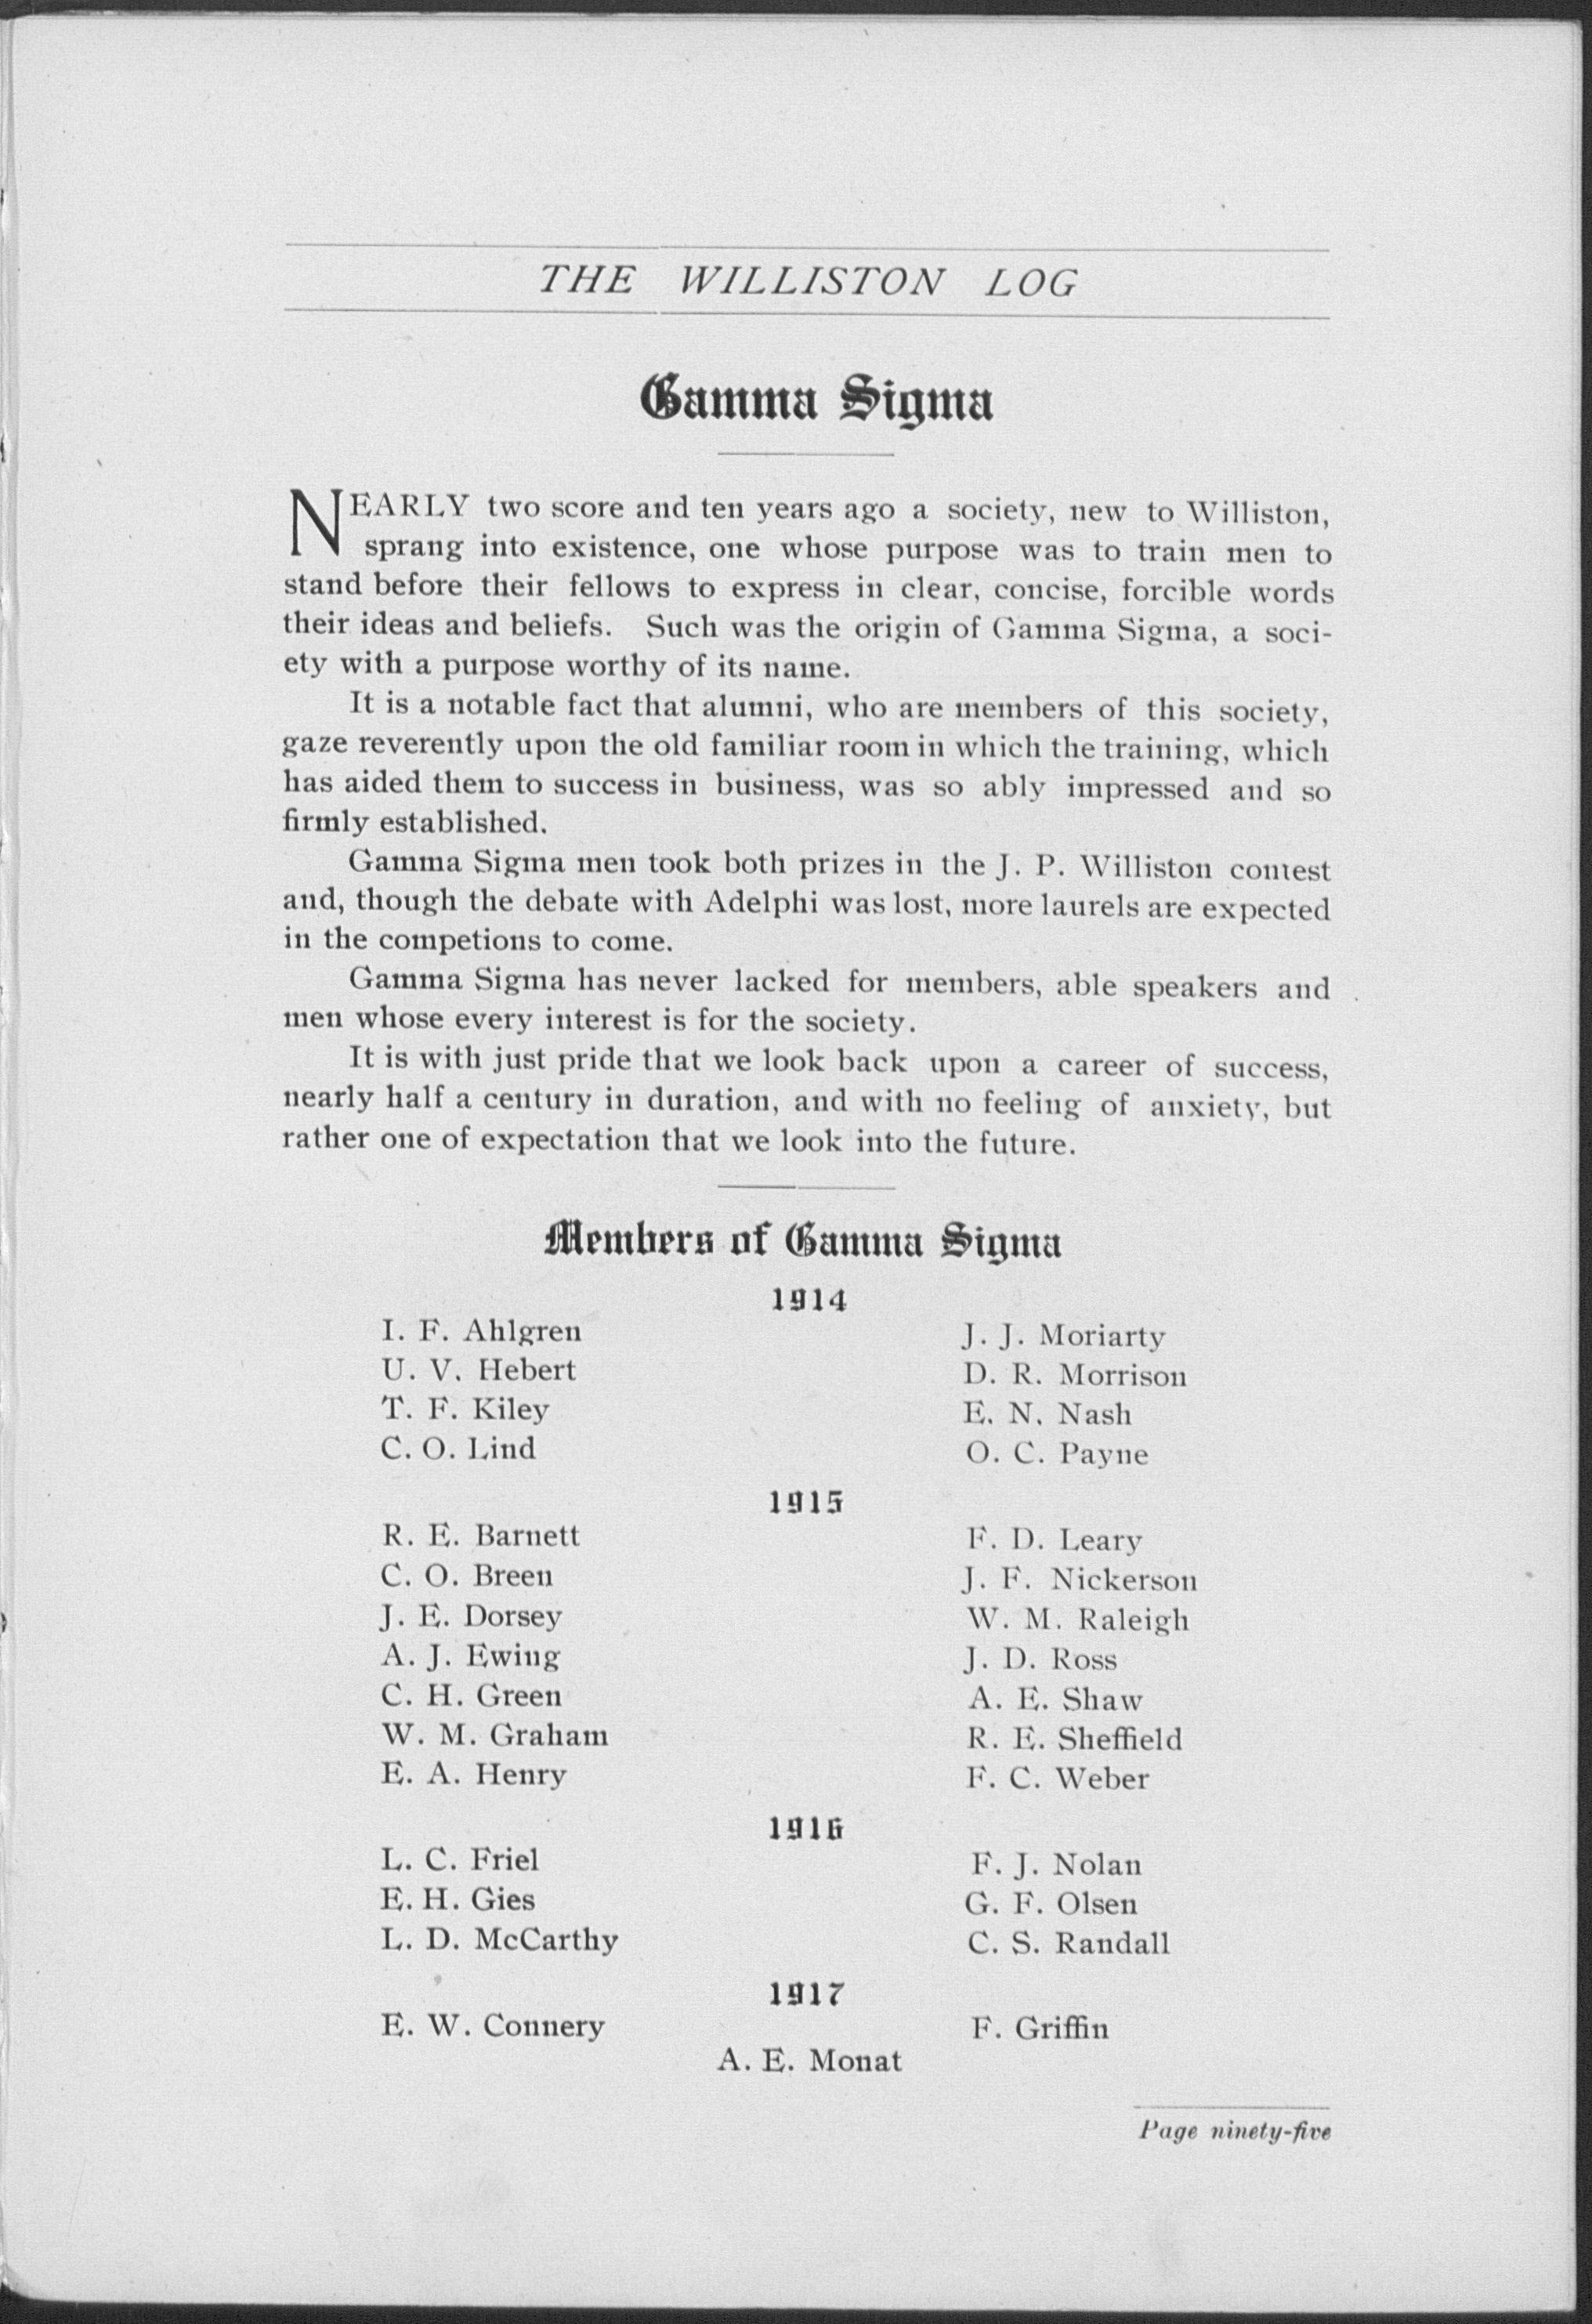 THE WILLISTON LOG
Gamma Sigma
NEARLY two score and ten years ago a society, new to Williston,
sprang into existence, one whose purpose was to train men to
stand before their fellows to express in clear, concise, forcible words
their ideas and beliefs. Such was the origin of Gamma Sigma, a soci-
ety with a purpose worthy of its name.
It is a notable fact that alumni, who are members of this society,
gaze reverently upon the old familiar room in which the training, which
has aided them to success in business, was so ably impressed and so
firmly established.
Gamma Sigma men took both prizes in the J. P. Williston contest
and, though the debate with Adelphi was lost, more laurels are expected
in the competions to come.
Gamma Sigma has never lacked for members, able speakers and
men whose every interest is for the society.
It is with just pride that we look back upon a career of success,
nearly half a century in duration, and with no feeling of anxiety, but
rather one of expectation that we look into the future.
Members of Gamma Sigma
1914
I. F. Ahlgren
U. V. Hebert
T. F. Kiley
C. O. Lind
J. J. Moriarty
D. R. Morrison
E. N. Nash
O. C. Payne
1915
R. E. Barnett
C. O. Breen
J. E. Dorsey
A. J. Ewing
C. H. Green
W. M. Graham
E. A. Henry
F. D. Leary
J. F. Nickerson
W. M. Raleigh
J. D. Ross
A. E. Shaw
R. E. Sheffield
F. C. Weber
1916
L. C. Friel
E. H. Gies
L. D. McCarthy
F. J. Nolan
G. F. Olsen
C. S. Randall
1917
E. W. Connery
F. Griffin
A. E. Monat
Page ninety-five